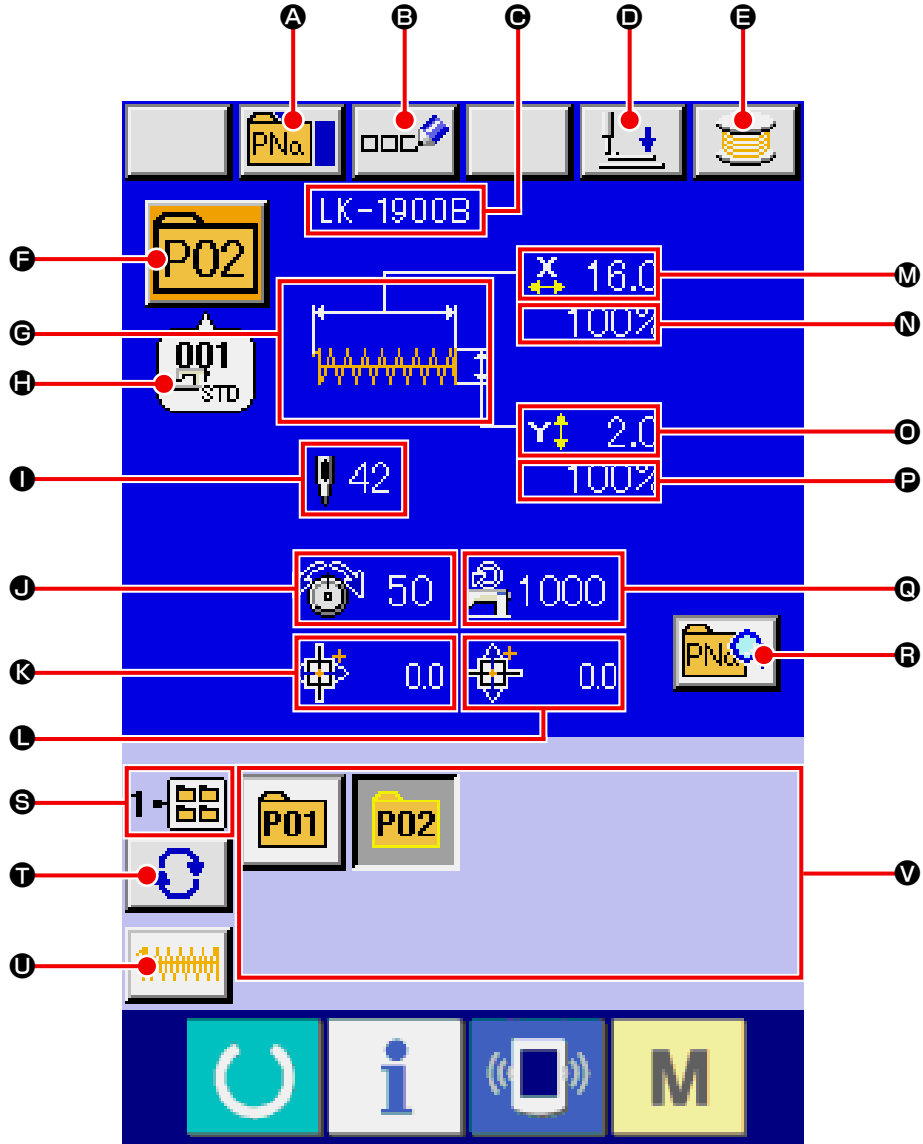 A B C D E
PNo.
LK-1900B
F P02
X 16.0 M
G 100% N
H 001
STD
Y 2.0 O
I 42 100% P
J 50 1000 Q
PNo. R
K 0.0 0.0
L
S 1
P01 P02
T V
U
i M